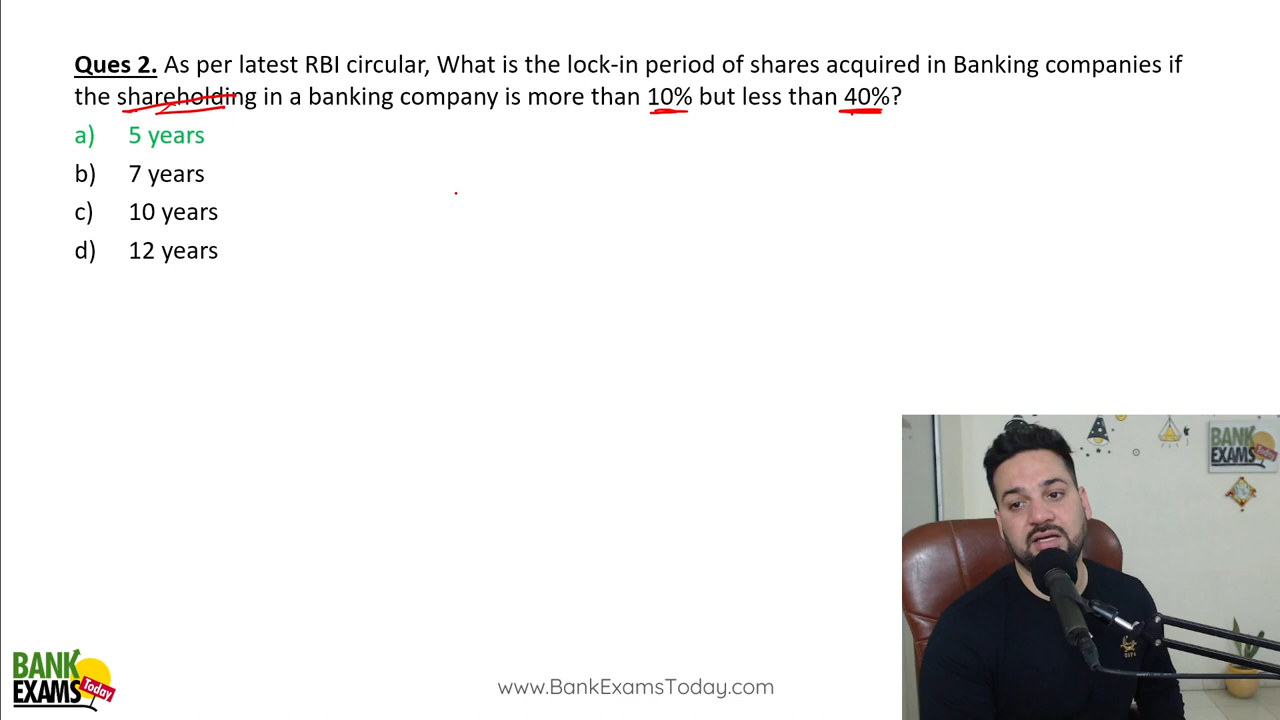 Ques 2. As per latest RBI circular, What is the lock-in period of shares acquired in Banking companies if
the shareholding in a banking company is more than 10% but less than 40%?
a) 5 years
b) 7 years
c) 10 years
d) 12 years
BANK
EXAMS
Today
BANK
EXAMS
Today
www.BankExamsToday.com